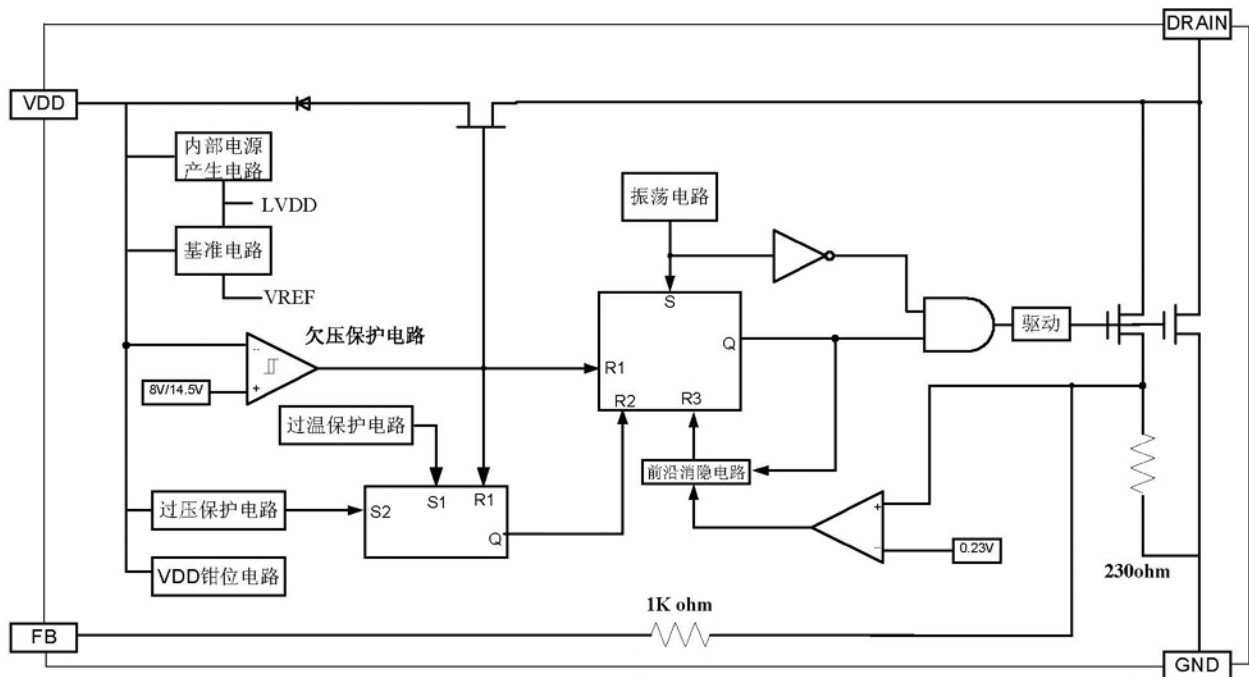 DRAIN
VDD
内部电源
产生电路
LVDD
振荡电路
基准电路
VREF
S
欠压保护电路
驱动
Q
--
+
8V/14.5V
R1
R2
R3
过温保护电路
前沿消隐电路
S1
R1
过压保护电路
S2
+
--
Q
0.23V
VDD钳位电路
230ohm
1K ohm
FB
GND